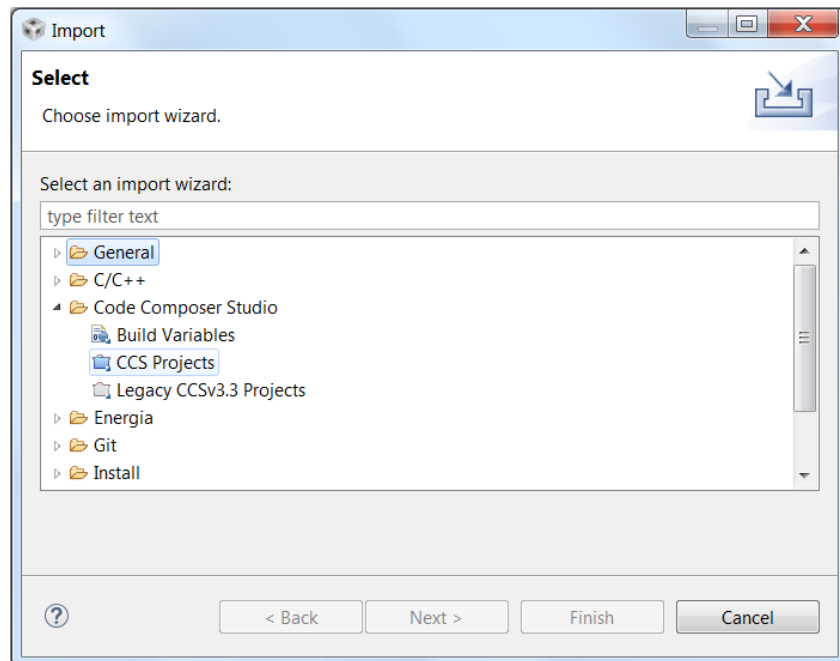 Import
Select
Choose import wizard.
Select an import wizard:
type filter text
General
C/C++
Code Composer Studio
Build Variables
CCS Projects
Legacy CCSv3.3 Projects
Energia
Git
Install
?
< Back Next > Finish Cancel